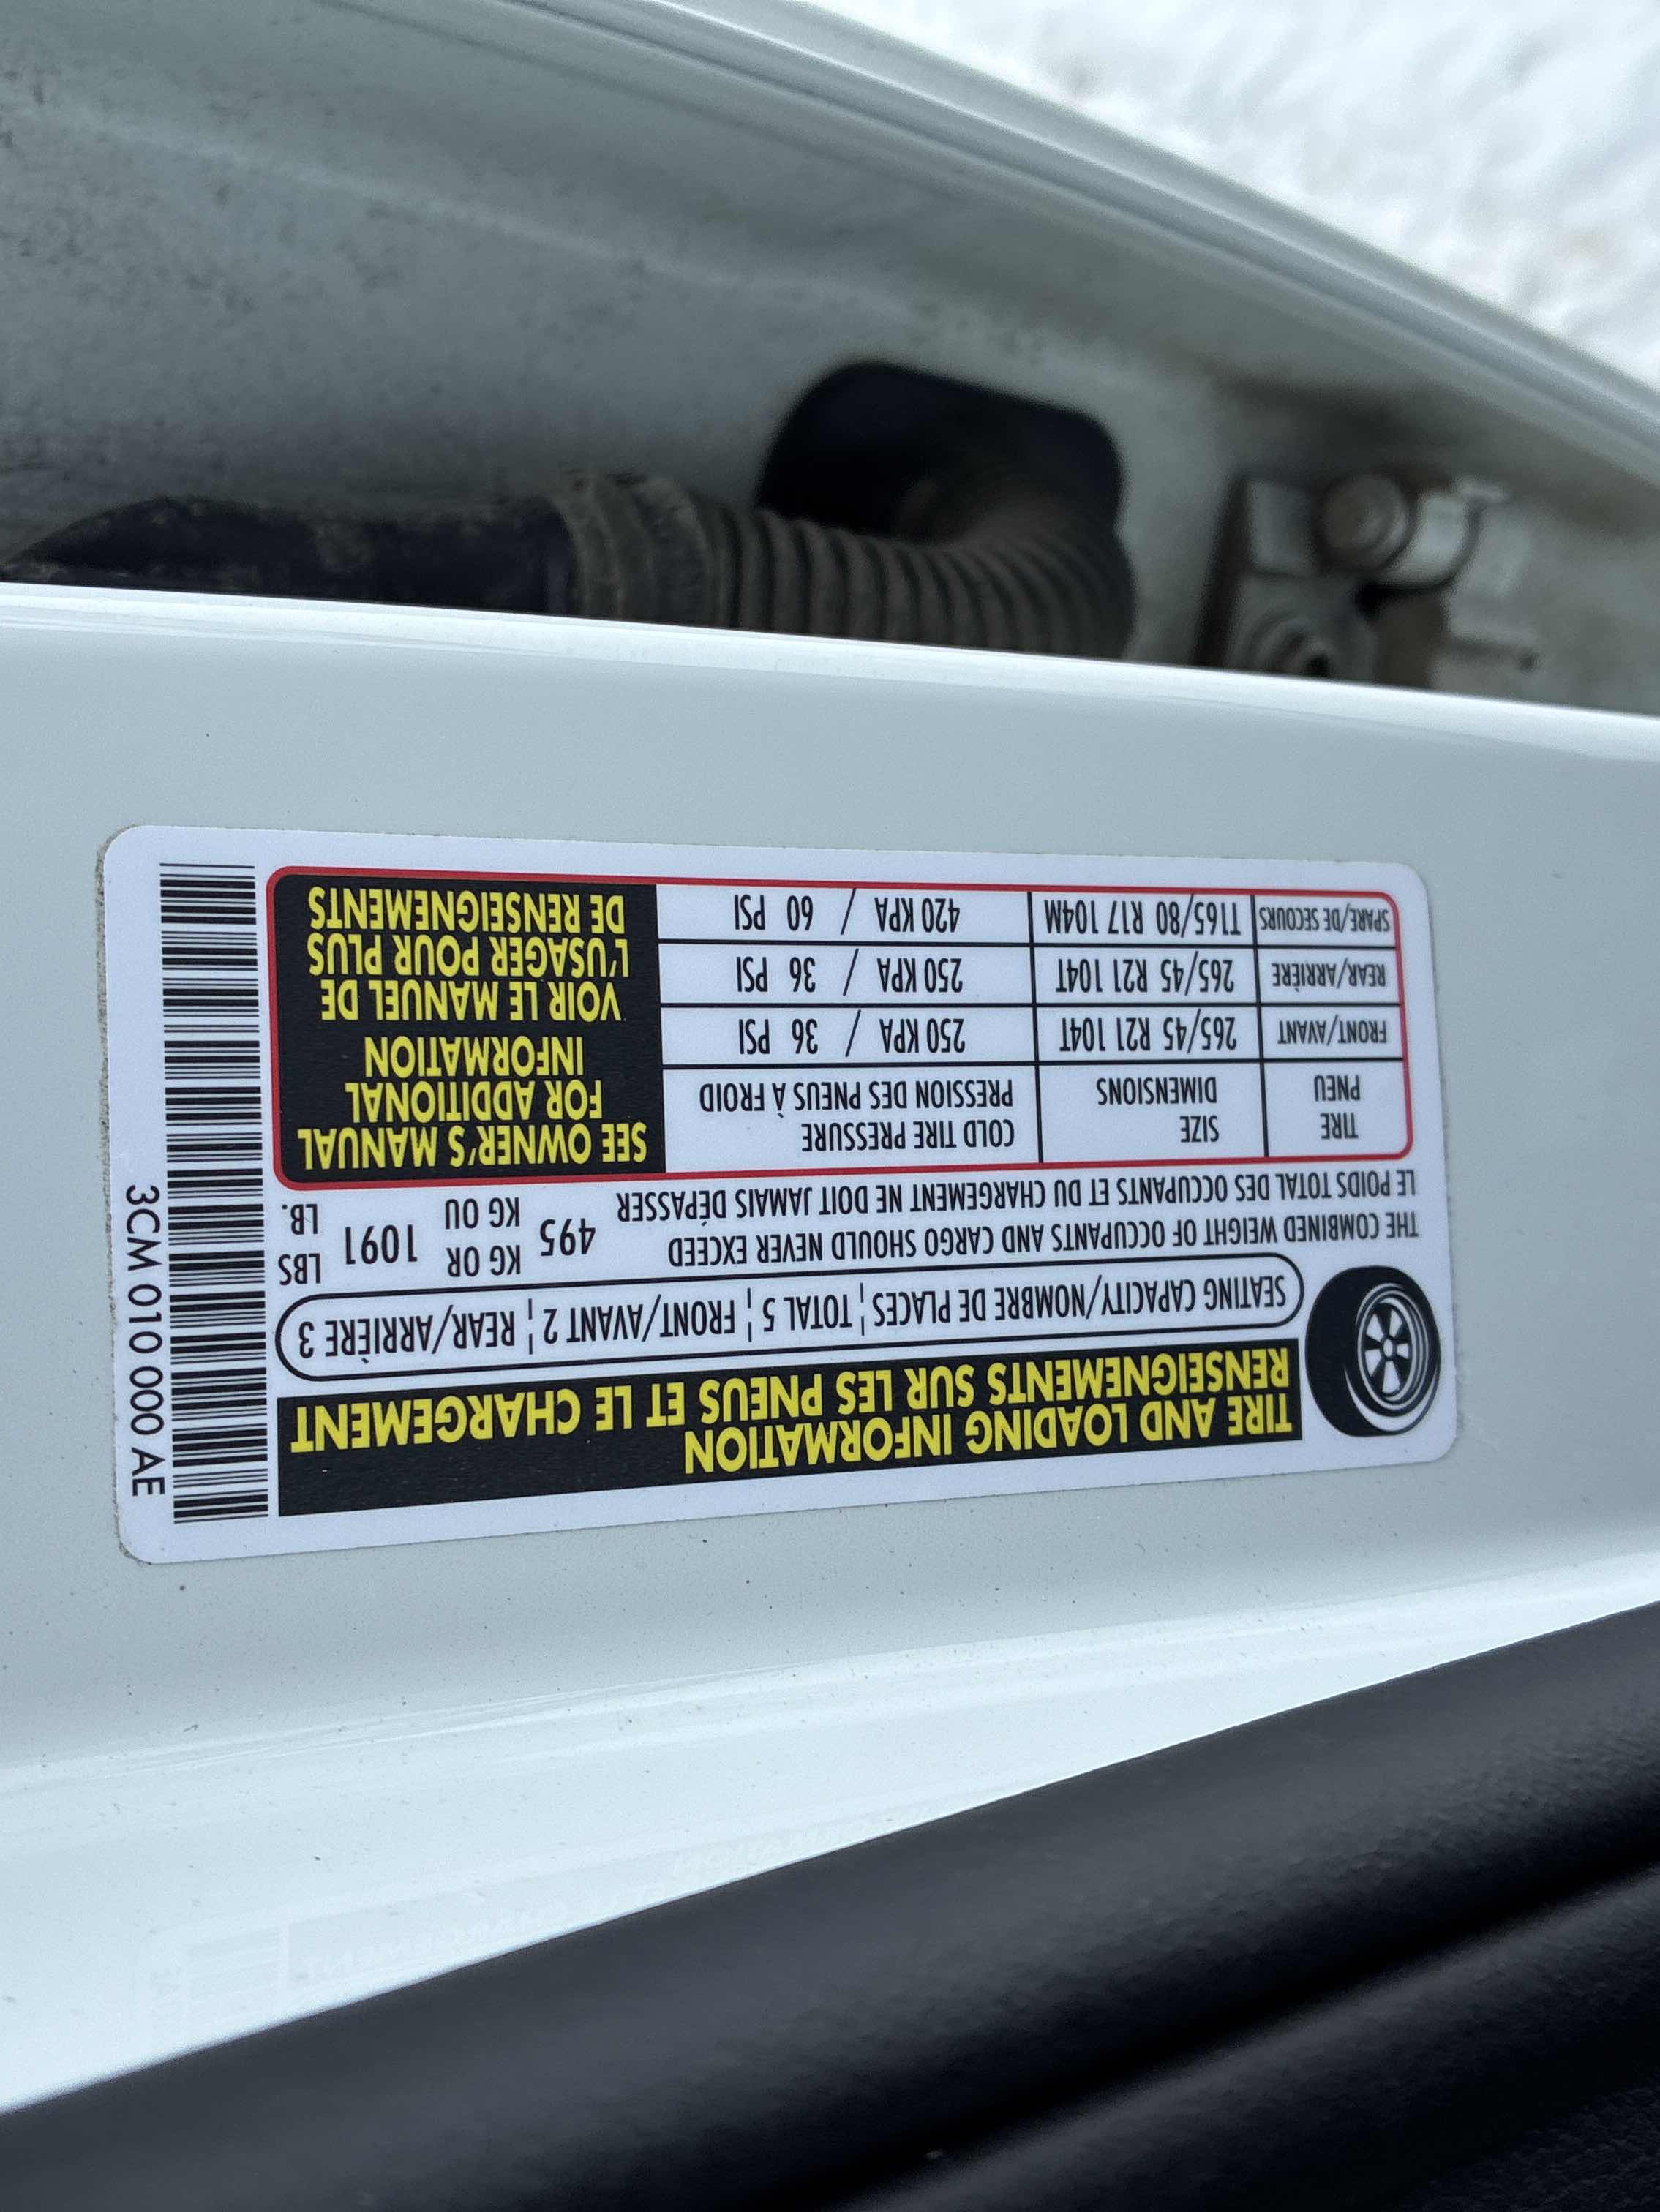 TIRE AND LOADING INFORMATION
RENSEIGNEMENTS SUR LES PNEUS ET LE CHARGEMENT
SEATING CAPACITY/NOMBRE DE PLACES ¦ TOTAL 5 ¦ FRONT/AVANT 2 ¦ REAR/ARRIÈRE 3
THE COMBINED WEIGHT OF OCCUPANTS AND CARGO SHOULD NEVER EXCEED 495 KG OR 1091 LBS
LE POIDS TOTAL DES OCCUPANTS ET DU CHARGEMENT NE DOIT JAMAIS DÉPASSER KG OU LB.
TIRE SIZE COLD TIRE PRESSURE
PNEU DIMENSIONS PRESSION DES PNEUS À FROID
FRONT/AVANT 265/45 R21 104T 250 KPA / 36 PSI
REAR/ARRIÈRE 265/45 R21 104T 250 KPA / 36 PSI
SPARE/DE SECOURS T165/80 R17 104M 420 KPA / 60 PSI
SEE OWNER'S MANUAL
FOR ADDITIONAL
INFORMATION
VOIR LE MANUEL DE
L'USAGER POUR PLUS
DE RENSEIGNEMENTS
3CM 010 000 AE